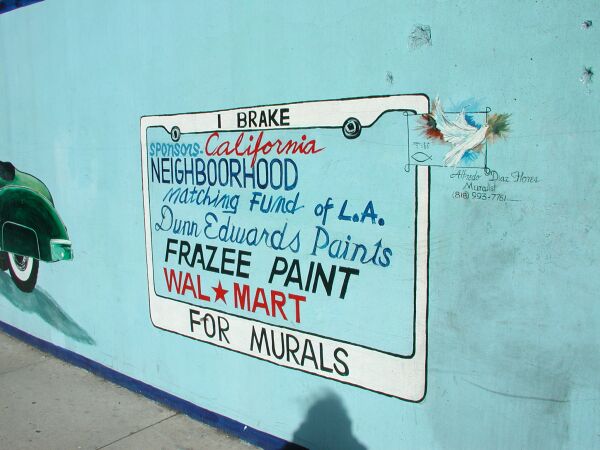 I BRAKE
sponsors- California
NEIGHBOORHOOD
Matching Fund of L.A.
Dunn Edwards Paints
FRAZEE PAINT
WAL★MART
FOR MURALS
Alfredo Diaz Flores
Muralist
(818) 993-7761